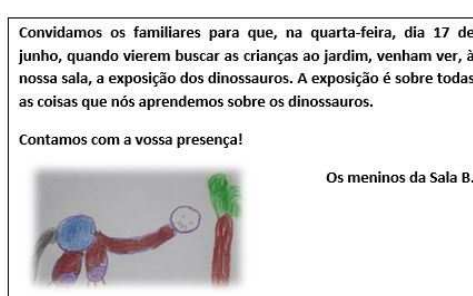 Convidamos os familiares para que, na quarta-feira, dia 17 de
junho, quando vierem buscar as crianças ao jardim, venham ver, à
nossa sala, a exposição dos dinossauros. A exposição é sobre todas
as coisas que nós aprendemos sobre os dinossauros.
Contamos com a vossa presença!
Os meninos da Sala B.